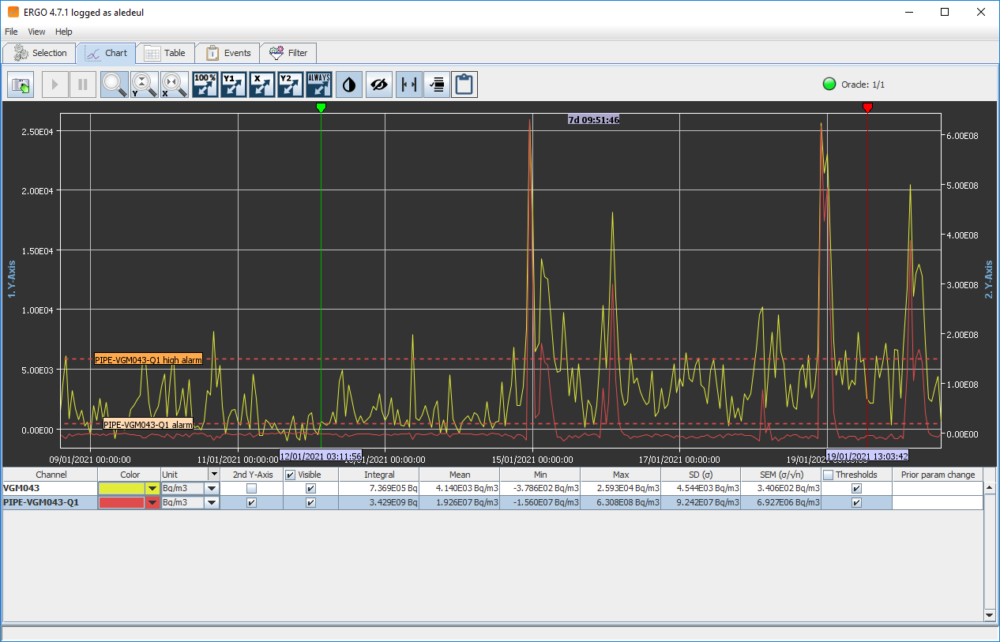 ERGO 4.7.1 logged as aledeul
File View Help
Selection Chart Table Events Filter
Y X 100% Y1 X Y2 ALWAYS Oracle: 1/1
7d 09:51:46
2.50E04
2.00E04
1.50E04
1.00E04
5.00E03
0.00E00
1. Y-Axis
PIPE-VGM043-Q1 high alarm
PIPE-VGM043-Q1 alarm
6.00E08
5.00E08
4.00E08
3.00E08
2.00E08
1.00E08
0.00E00
2. Y-Axis
09/01/2021 00:00:00 11/01/2021 00:00:00 12/01/2021 03:11:56 /01/2021 00:00:00 15/01/2021 00:00:00 17/01/2021 00:00:00 19/01/ 19/01/2021 13:03:42
Channel Color Unit 2nd Y-Axis Visible Integral Mean Min Max SD (σ) SEM (σ/√n) Thresholds Prior param change
VGM043 Bq/m3 7.369E05 Bq 4.140E03 Bq/m3 -3.786E02 Bq/m3 2.593E04 Bq/m3 4.544E03 Bq/m3 3.406E02 Bq/m3
PIPE-VGM043-Q1 Bq/m3 3.429E09 Bq 1.926E07 Bq/m3 -1.560E07 Bq/m3 6.308E08 Bq/m3 9.242E07 Bq/m3 6.927E06 Bq/m3